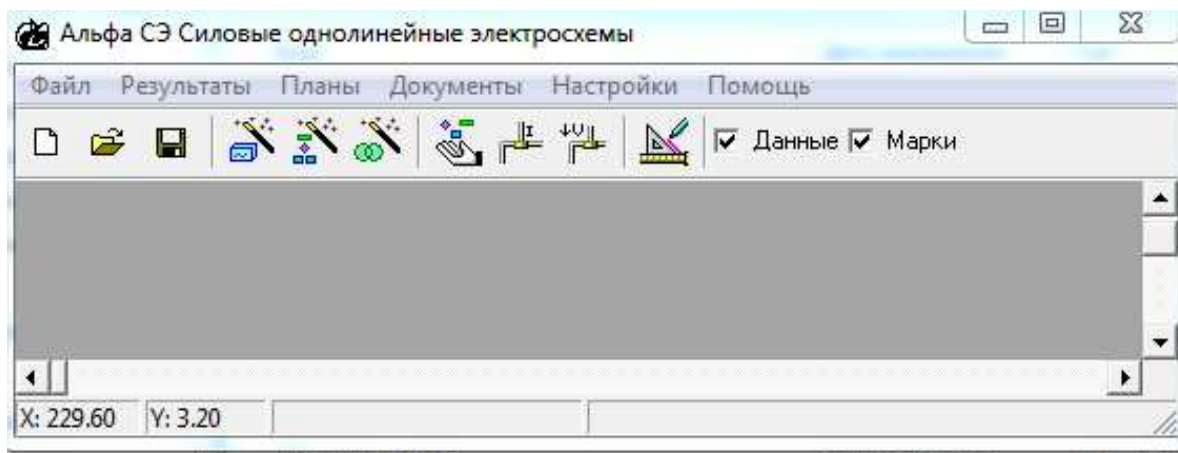 Альфа СЭ Силовые однолинейные электросхемы
Файл Результаты Планы Документы Настройки Помощь
I U Данные Марки
X: 229.60 Y: 3.20